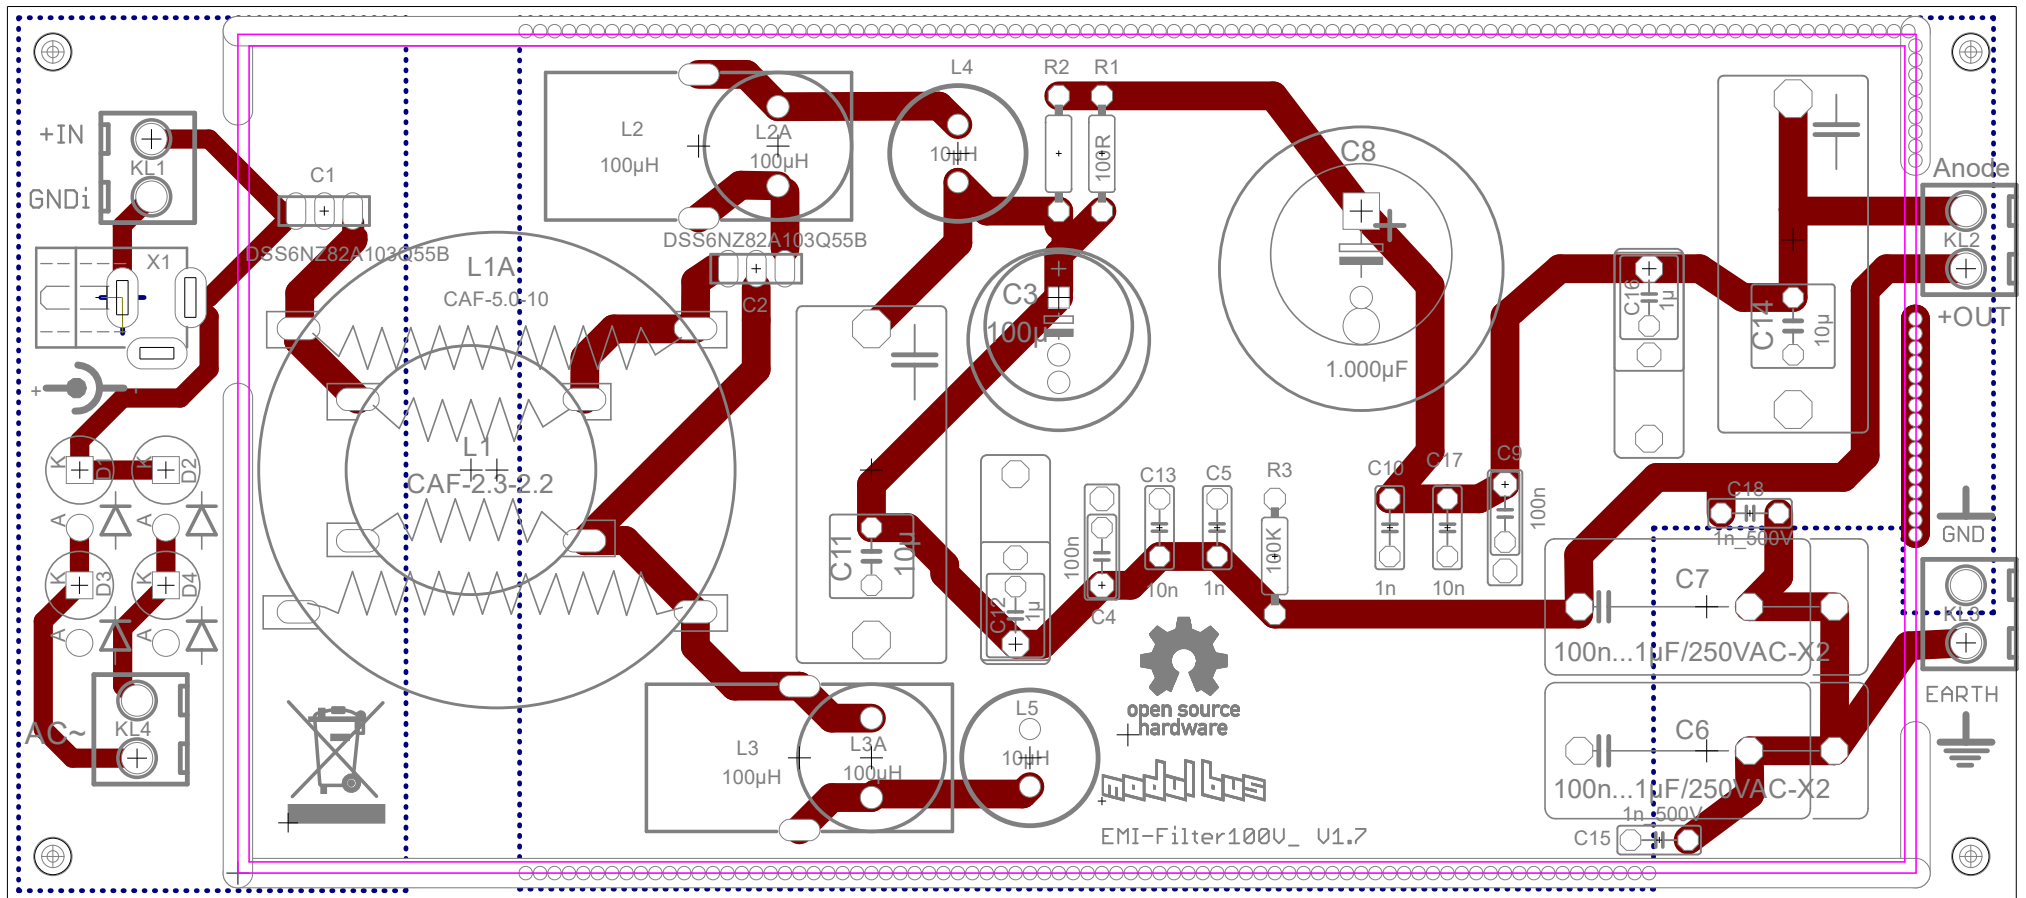 L4
R2
R1
+IN
KL1
GNDi
C1
DSS6NZ82A103Q55B
X1
+
-
L2
100µH
L2A
100µH
10µH
100R
C8
+
1.000µF
Anode
KL2
+OUT
L1A
CAF-5.0-10
DSS6NZ82A103Q55B
C2
C3
100µ
C16
1µ
C14
10µ
L1
CAF-2.3-2.2
K
D1
K
D2
A
A
K
D3
K
D4
A
A
C11
10µ
100n
C13
C5
R3
100K
C10
C17
C9
100n
C18
1n_500V
GND
C12
1µ
C4
10n
1n
1n
10n
C7
100n...1µF/250VAC-X2
KL3
EARTH
AC~
KL4
L3
100µH
L3A
100µH
L5
10µH
open source
hardware
modul bus
EMI-Filter100V_ V1.7
C6
100n...1µF/250VAC-X2
1n_500V
C15